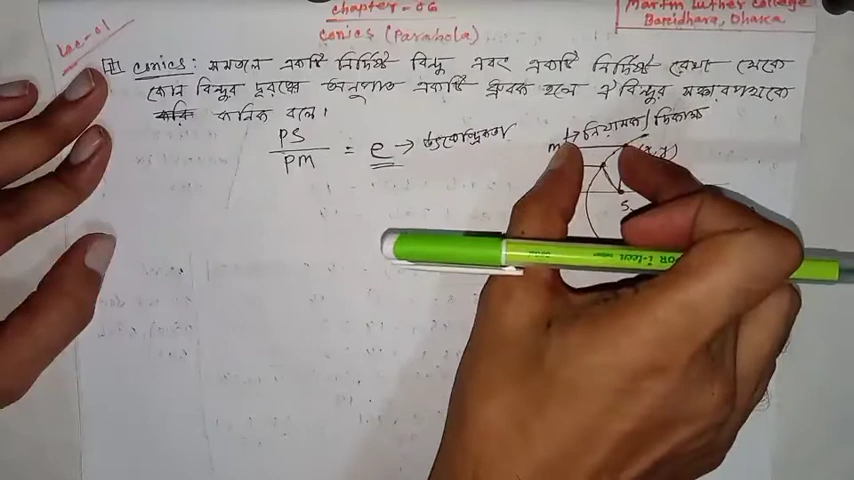 Lec-01
chapter - 06
conics (parabola)
Martin Luther College
Baridhara, Dhaka
conics: সমতলে একটি নির্দিষ্ট বিন্দু এবং একটি নির্দিষ্ট রেখা থেকে
কোন বিন্দুর দূরত্বের অনুপাত একটি ধ্রুবক হলে ঐ বিন্দুর সঞ্চারপথকে
কনিক বলে।
PS
PM = e → উৎকেন্দ্রিকতা
→ নিয়ামক/দিকাক্ষ
m
(x,y)
S